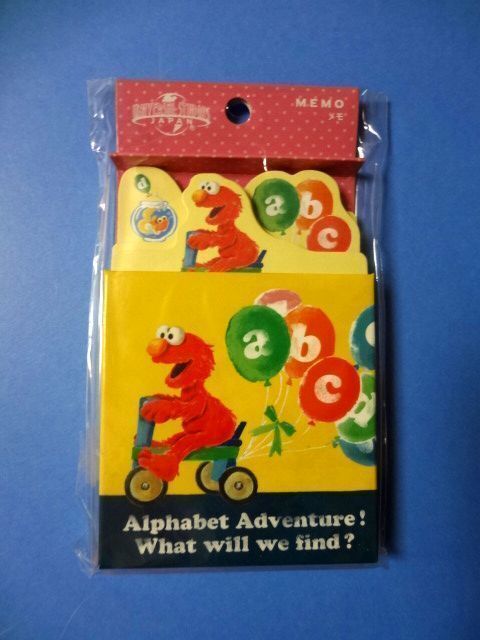 UNIVERSAL STUDIOS
JAPAN
MEMO
メモ
d
a
b
c
a
b
c
Alphabet Adventure!
What will we find?